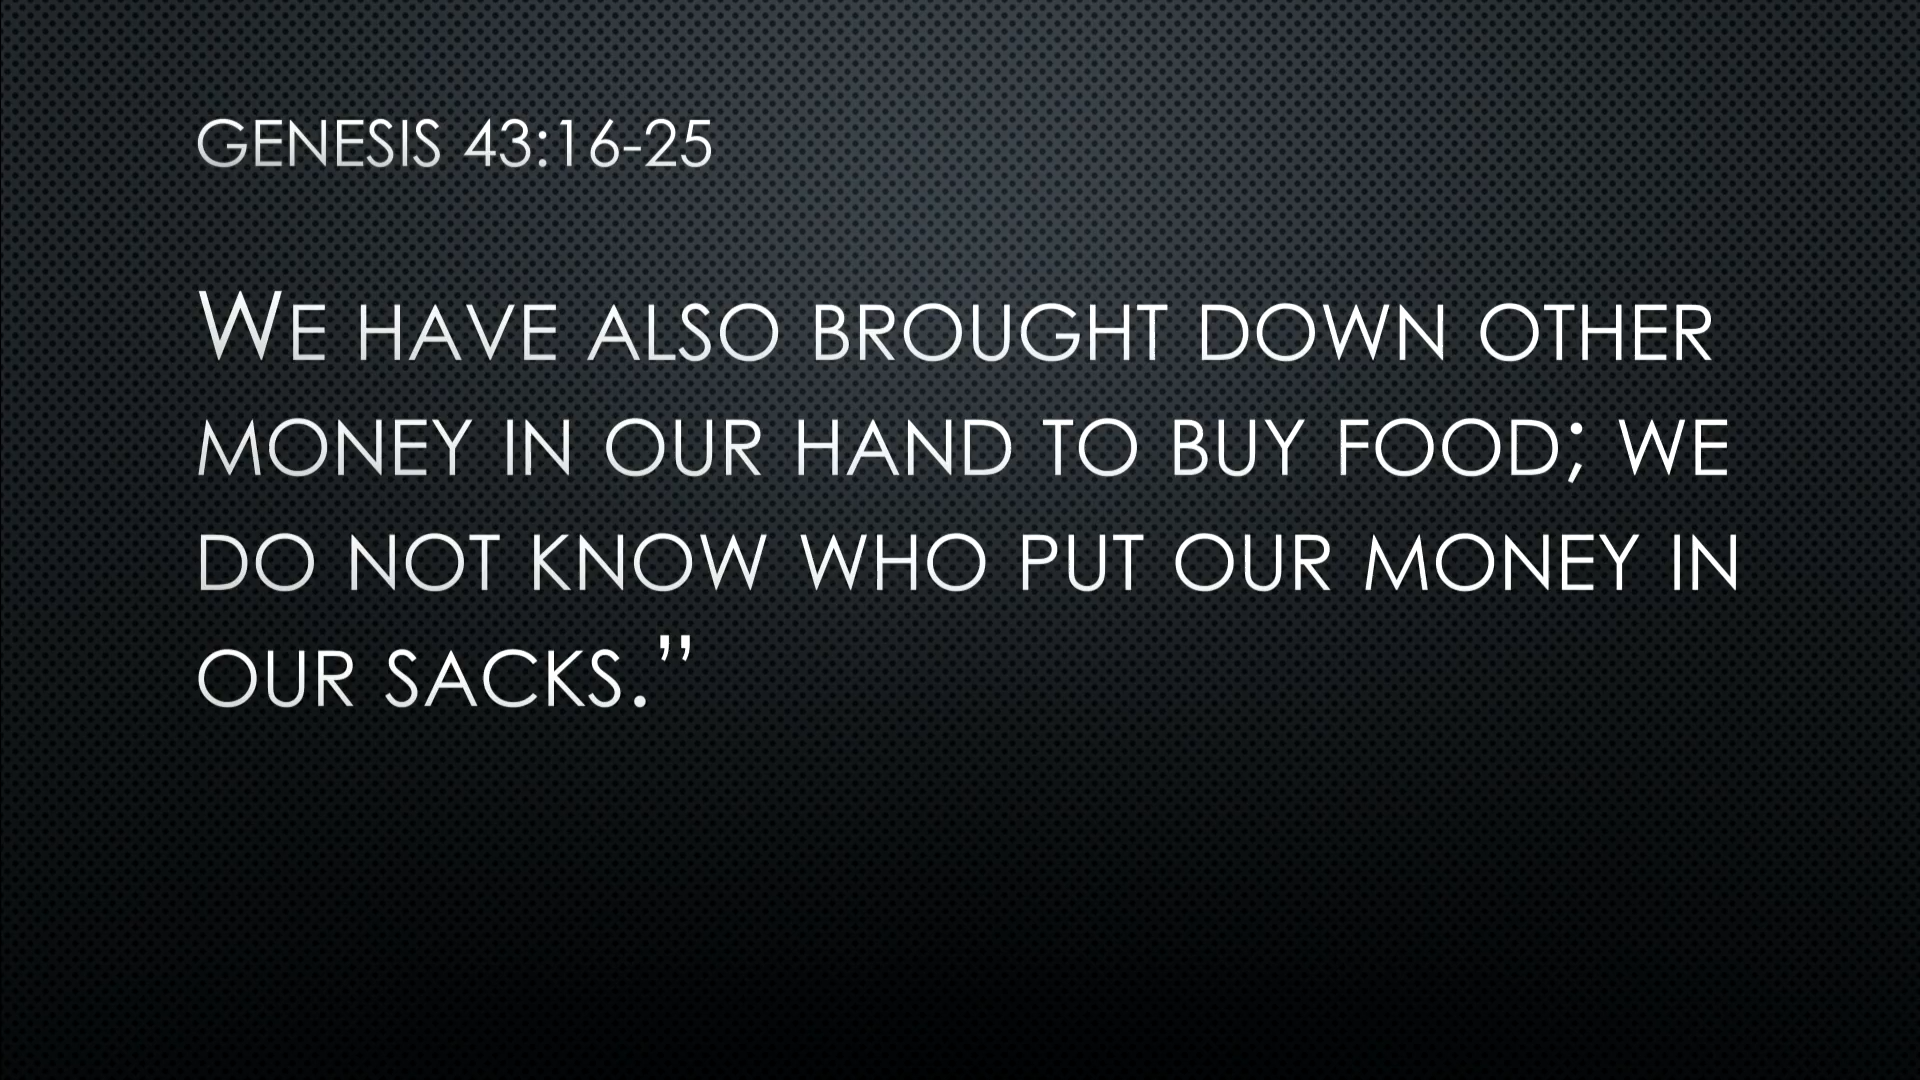 GENESIS 43:16-25
WE HAVE ALSO BROUGHT DOWN OTHER
MONEY IN OUR HAND TO BUY FOOD; WE
DO NOT KNOW WHO PUT OUR MONEY IN
OUR SACKS.”